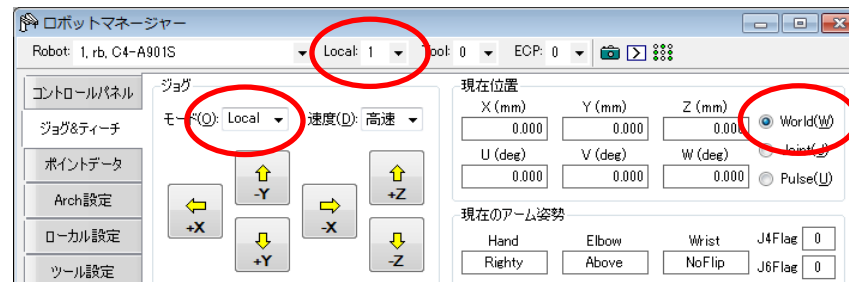 ロボットマネージャー
Robot: 1, rb, C4-A901S Local: 1 Tool: 0 ECP: 0
コントロールパネル
ジョグ&ティーチ
ポイントデータ
Arch設定
ローカル設定
ツール設定
ジョグ
モード(O): Local 速度(D): 高速
-Y
+Z
+X
-X
+Y
-Z
現在位置
X (mm) Y (mm) Z (mm)
0.000 0.000 0.000
U (deg) V (deg) W (deg)
0.000 0.000 0.000
World(W)
Joint(J)
Pulse(U)
現在のアーム姿勢
Hand Elbow Wrist J4Flag 0
Righty Above NoFlip J6Flag 0